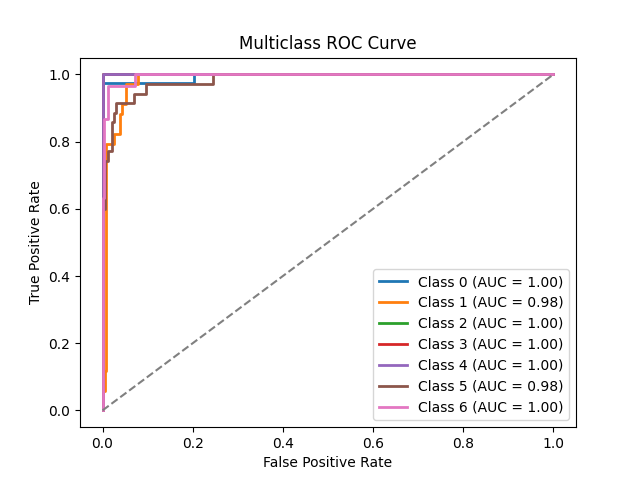 Multiclass ROC Curve
True Positive Rate
1.0
0.8
0.6
0.4
0.2
0.0
Class 0 (AUC = 1.00)
Class 1 (AUC = 0.98)
Class 2 (AUC = 1.00)
Class 3 (AUC = 1.00)
Class 4 (AUC = 1.00)
Class 5 (AUC = 0.98)
Class 6 (AUC = 1.00)
0.0 0.2 0.4 0.6 0.8 1.0
False Positive Rate